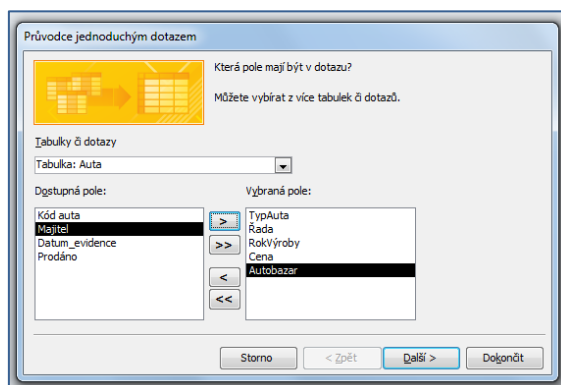 Průvodce jednoduchým dotazem
Která pole mají být v dotazu?
Můžete vybírat z více tabulek či dotazů.
Tabulky či dotazy
Tabulka: Auta
Dostupná pole:
Vybraná pole:
Kód auta
Majitel
Datum_evidence
Prodáno
>
>>
<
<<
TypAuta
Řada
RokVýroby
Cena
Autobazar
Storno
< Zpět
Další >
Dokončit